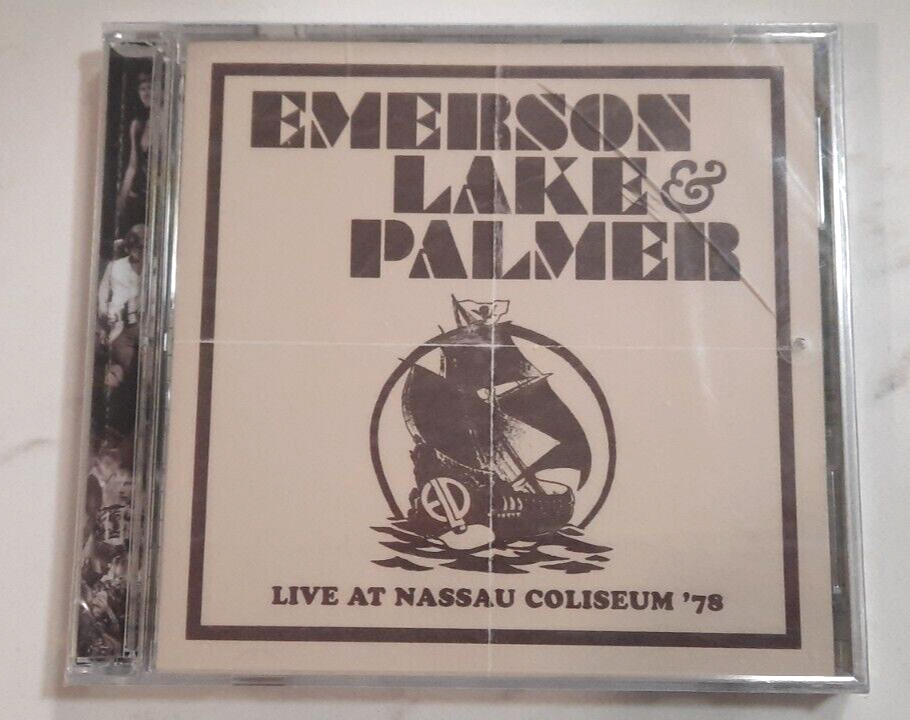 EMERSON
LAKE &
PALMER
ELP
LIVE AT NASSAU COLISEUM '78